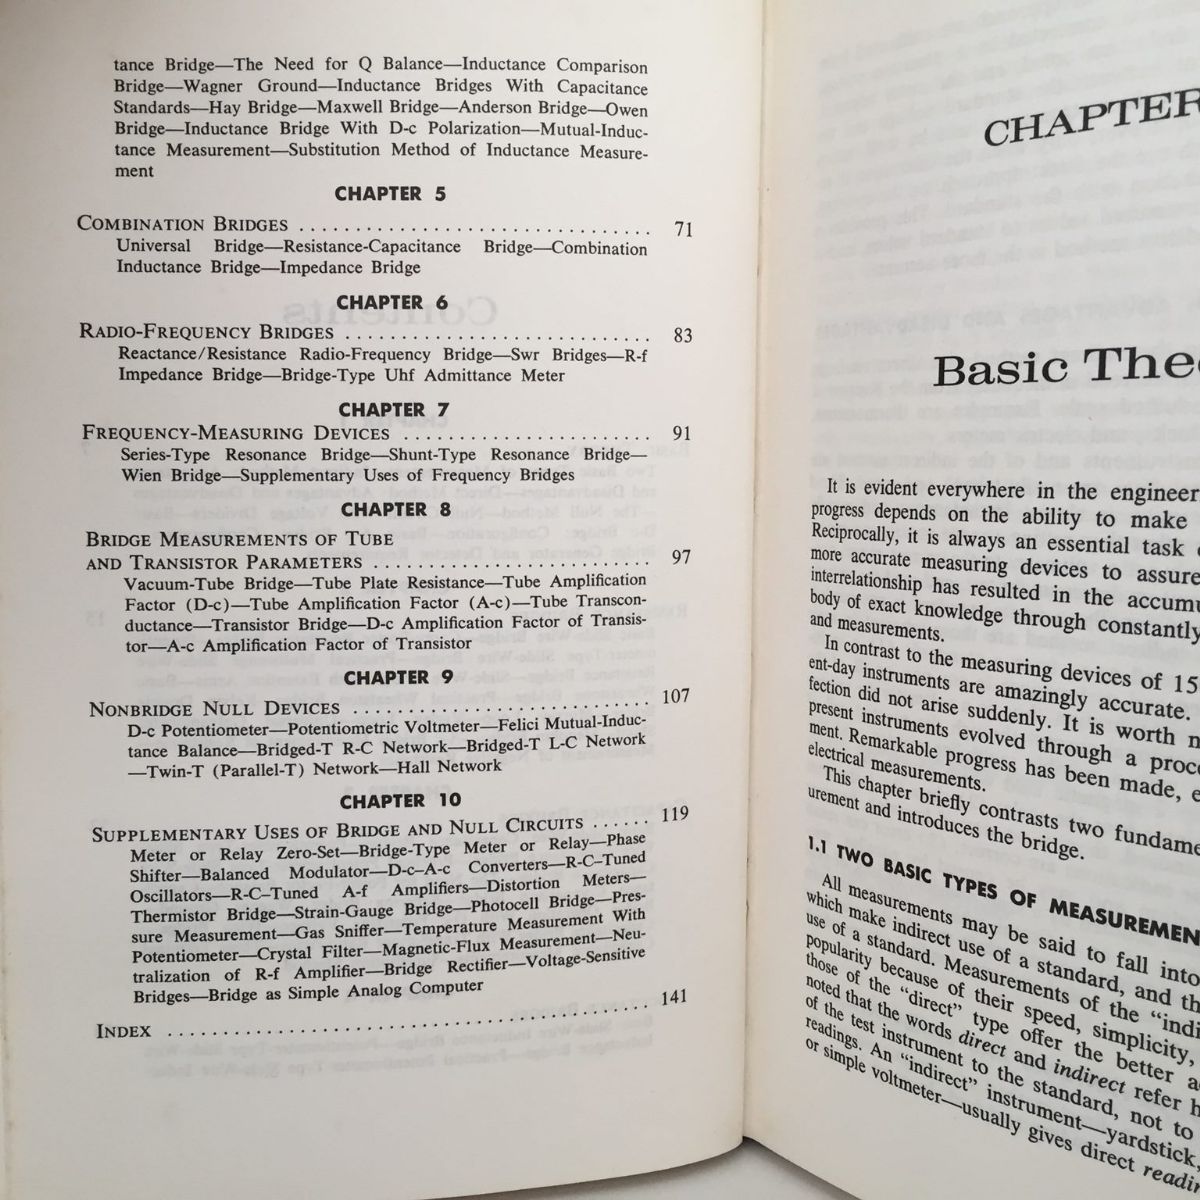 tance Bridge—The Need for Q Balance—Inductance Comparison
Bridge—Wagner Ground—Inductance Bridges With Capacitance
Standards—Hay Bridge—Maxwell Bridge—Anderson Bridge—Owen
Bridge—Inductance Bridge With D-c Polarization—Mutual-Induc-
tance Measurement—Substitution Method of Inductance Measure-
ment
CHAPTER 5
COMBINATION BRIDGES . . . . . . . . . . . . . . . . . . . . . . . . . . . . . . . . 71
Universal Bridge—Resistance-Capacitance Bridge—Combination
Inductance Bridge—Impedance Bridge
CHAPTER 6
RADIO-FREQUENCY BRIDGES . . . . . . . . . . . . . . . . . . . . . . . . . . . . 83
Reactance/Resistance Radio-Frequency Bridge—Swr Bridges—R-f
Impedance Bridge—Bridge-Type Uhf Admittance Meter
CHAPTER 7
FREQUENCY-MEASURING DEVICES . . . . . . . . . . . . . . . . . . . . . . . 91
Series-Type Resonance Bridge—Shunt-Type Resonance Bridge—
Wien Bridge—Supplementary Uses of Frequency Bridges
CHAPTER 8
BRIDGE MEASUREMENTS OF TUBE
AND TRANSISTOR PARAMETERS . . . . . . . . . . . . . . . . . . . . . . . . . 97
Vacuum-Tube Bridge—Tube Plate Resistance—Tube Amplification
Factor (D-c)—Tube Amplification Factor (A-c)—Tube Transcon-
ductance—Transistor Bridge—D-c Amplification Factor of Transis-
tor—A-c Amplification Factor of Transistor
CHAPTER 9
NONBRIDGE NULL DEVICES . . . . . . . . . . . . . . . . . . . . . . . . . . . 107
D-c Potentiometer—Potentiometric Voltmeter—Felici Mutual-Induc-
tance Balance—Bridged-T R-C Network—Bridged-T L-C Network
—Twin-T (Parallel-T) Network—Hall Network
CHAPTER 10
SUPPLEMENTARY USES OF BRIDGE AND NULL CIRCUITS . . . . . . 119
Meter or Relay Zero-Set—Bridge-Type Meter or Relay—Phase
Shifter—Balanced Modulator—D-c–A-c Converters—R-C–Tuned
Oscillators—R-C–Tuned A-f Amplifiers—Distortion Meters—
Thermistor Bridge—Strain-Gauge Bridge—Photocell Bridge—Pres-
sure Measurement—Gas Sniffer—Temperature Measurement With
Potentiometer—Crystal Filter—Magnetic-Flux Measurement—Neu-
tralization of R-f Amplifier—Bridge Rectifier—Voltage-Sensitive
Bridges—Bridge as Simple Analog Computer
INDEX . . . . . . . . . . . . . . . . . . . . . . . . . . . . . . . . . . . . . . . . . . . . 141
CHAPTER
Basic
It is evident everywhere in the
progress depends on the ability to make
Reciprocally, it is always an essential task
more accurate measuring devices to assure
interrelationship has resulted in the
body of exact knowledge through constantly
and measurements.
In contrast to the measuring devices of
ent-day instruments are amazingly accurate.
fection did not arise suddenly. It is worth
present instruments evolved through a
ment. Remarkable progress has been made,
electrical measurements.
This chapter briefly contrasts two
urement and introduces the bridge.
1.1 TWO BASIC TYPES OF
All measurements may be said to fall into
which make indirect use of a standard, and
use of a standard. Measurements of the
popularity because of their speed, simplicity,
those of the "direct" type offer the better
noted that the words direct and indirect refer
of the test instrument to the standard, not to
readings. An "indirect" instrument—yardstick,
or simple voltmeter—usually gives direct